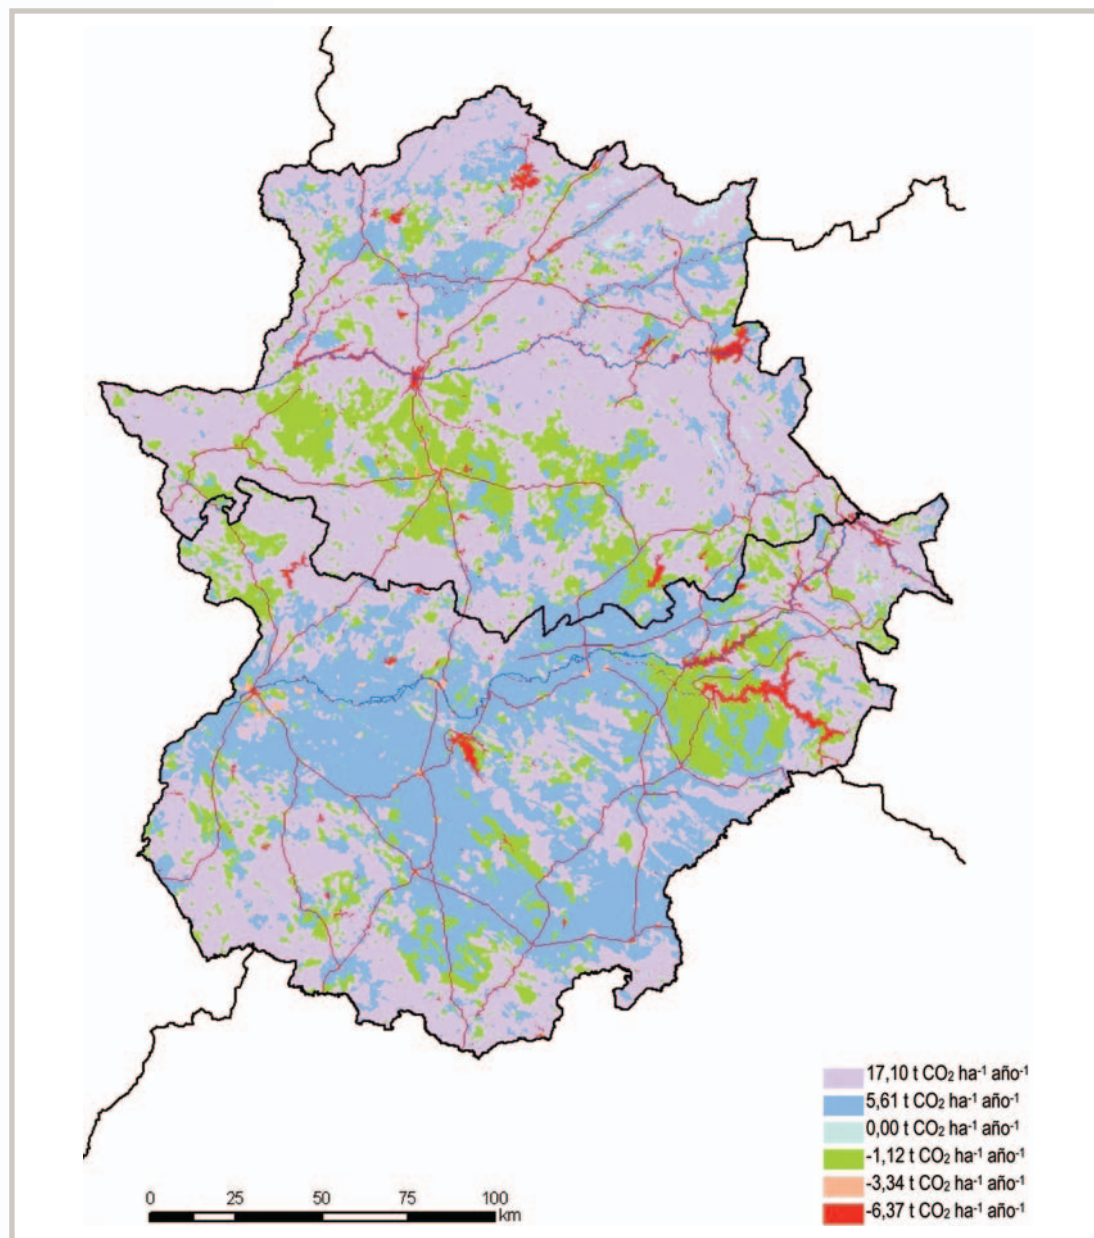 17,10 t CO₂ ha⁻¹ año⁻¹
5,61 t CO₂ ha⁻¹ año⁻¹
0,00 t CO₂ ha⁻¹ año⁻¹
-1,12 t CO₂ ha⁻¹ año⁻¹
-3,34 t CO₂ ha⁻¹ año⁻¹
-6,37 t CO₂ ha⁻¹ año⁻¹
0 25 50 75 100
km